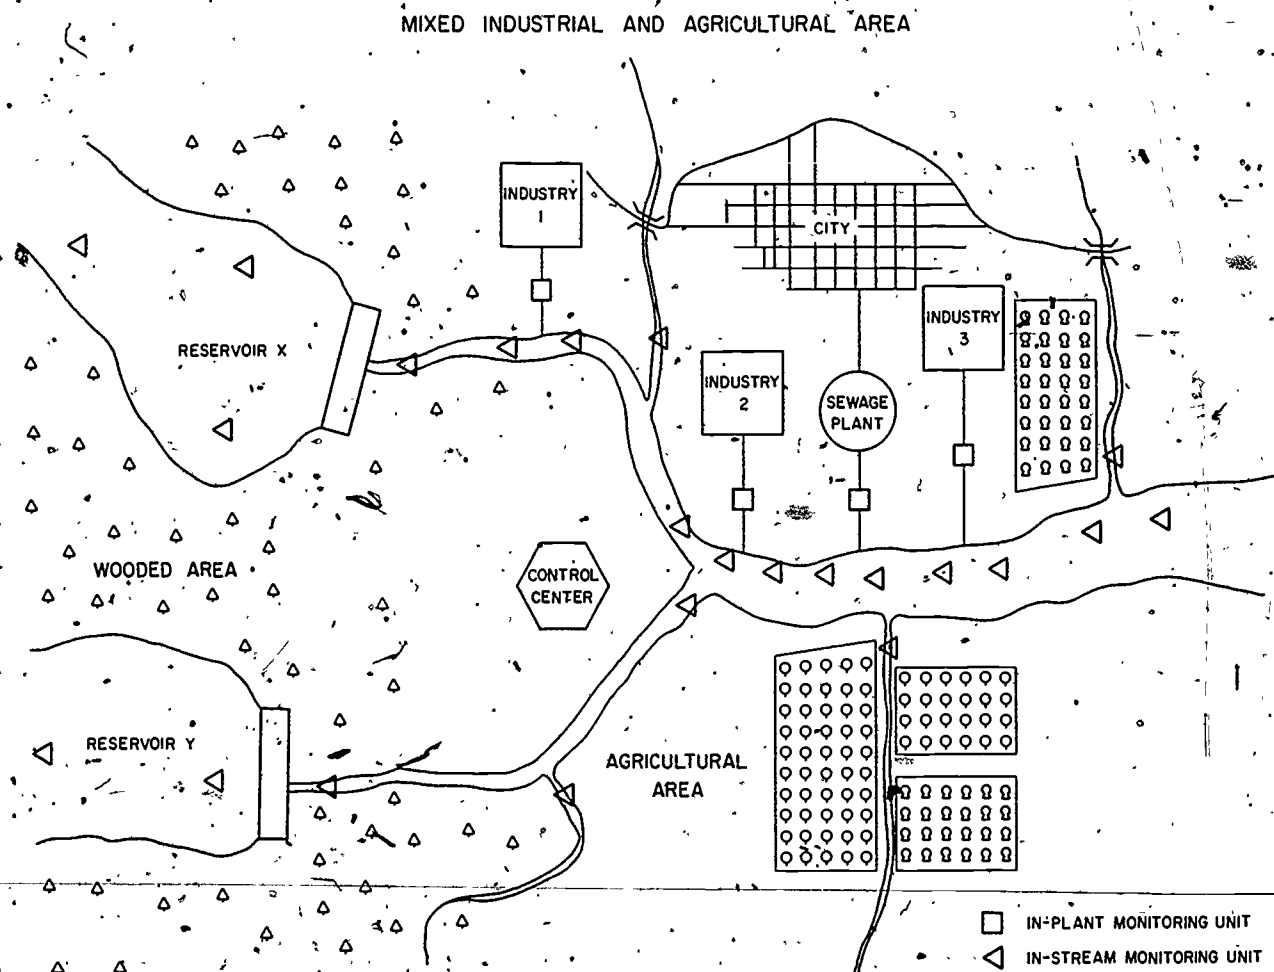 MIXED INDUSTRIAL AND AGRICULTURAL AREA
INDUSTRY
1
CITY
INDUSTRY
3
RESERVOIR X
INDUSTRY
2
SEWAGE
PLANT
WOODED AREA
CONTROL
CENTER
RESERVOIR Y
AGRICULTURAL
AREA
IN-PLANT MONITORING UNIT
IN-STREAM MONITORING UNIT